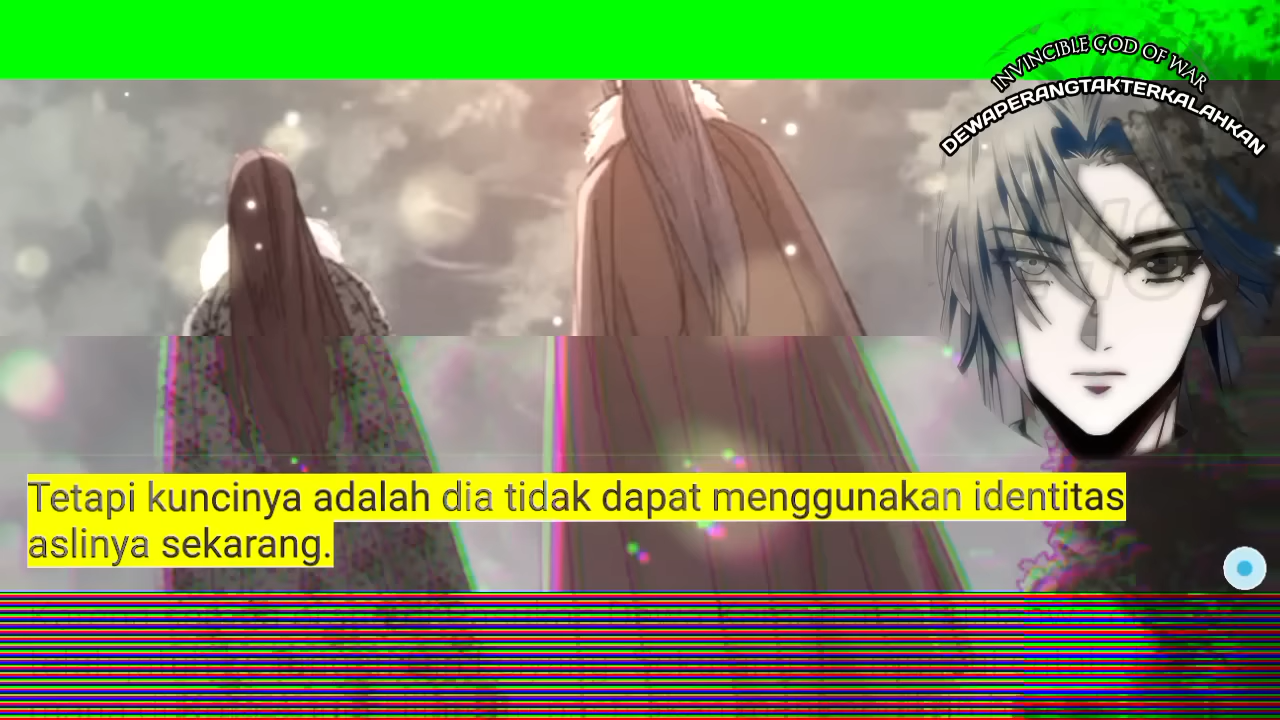 INVINCIBLE GOD OF WAR
DEWAPERANGTAKTERKALAHKAN
Tetapi kuncinya adalah dia tidak dapat menggunakan identitas
aslinya sekarang.